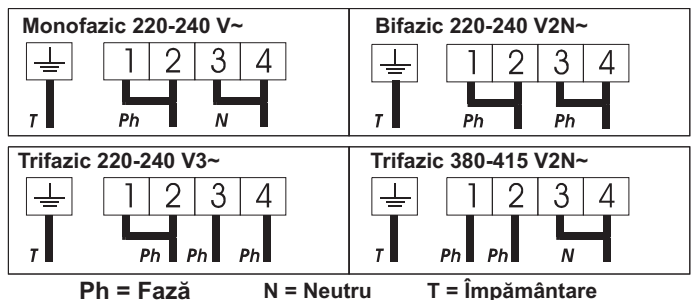 Monofazic 220-240 V~
1 2 3 4
T Ph N
Bifazic 220-240 V2N~
1 2 3 4
T Ph Ph
Trifazic 220-240 V3~
1 2 3 4
T Ph Ph Ph
Trifazic 380-415 V2N~
1 2 3 4
T Ph Ph N
Ph = Fază N = Neutru T = Împământare